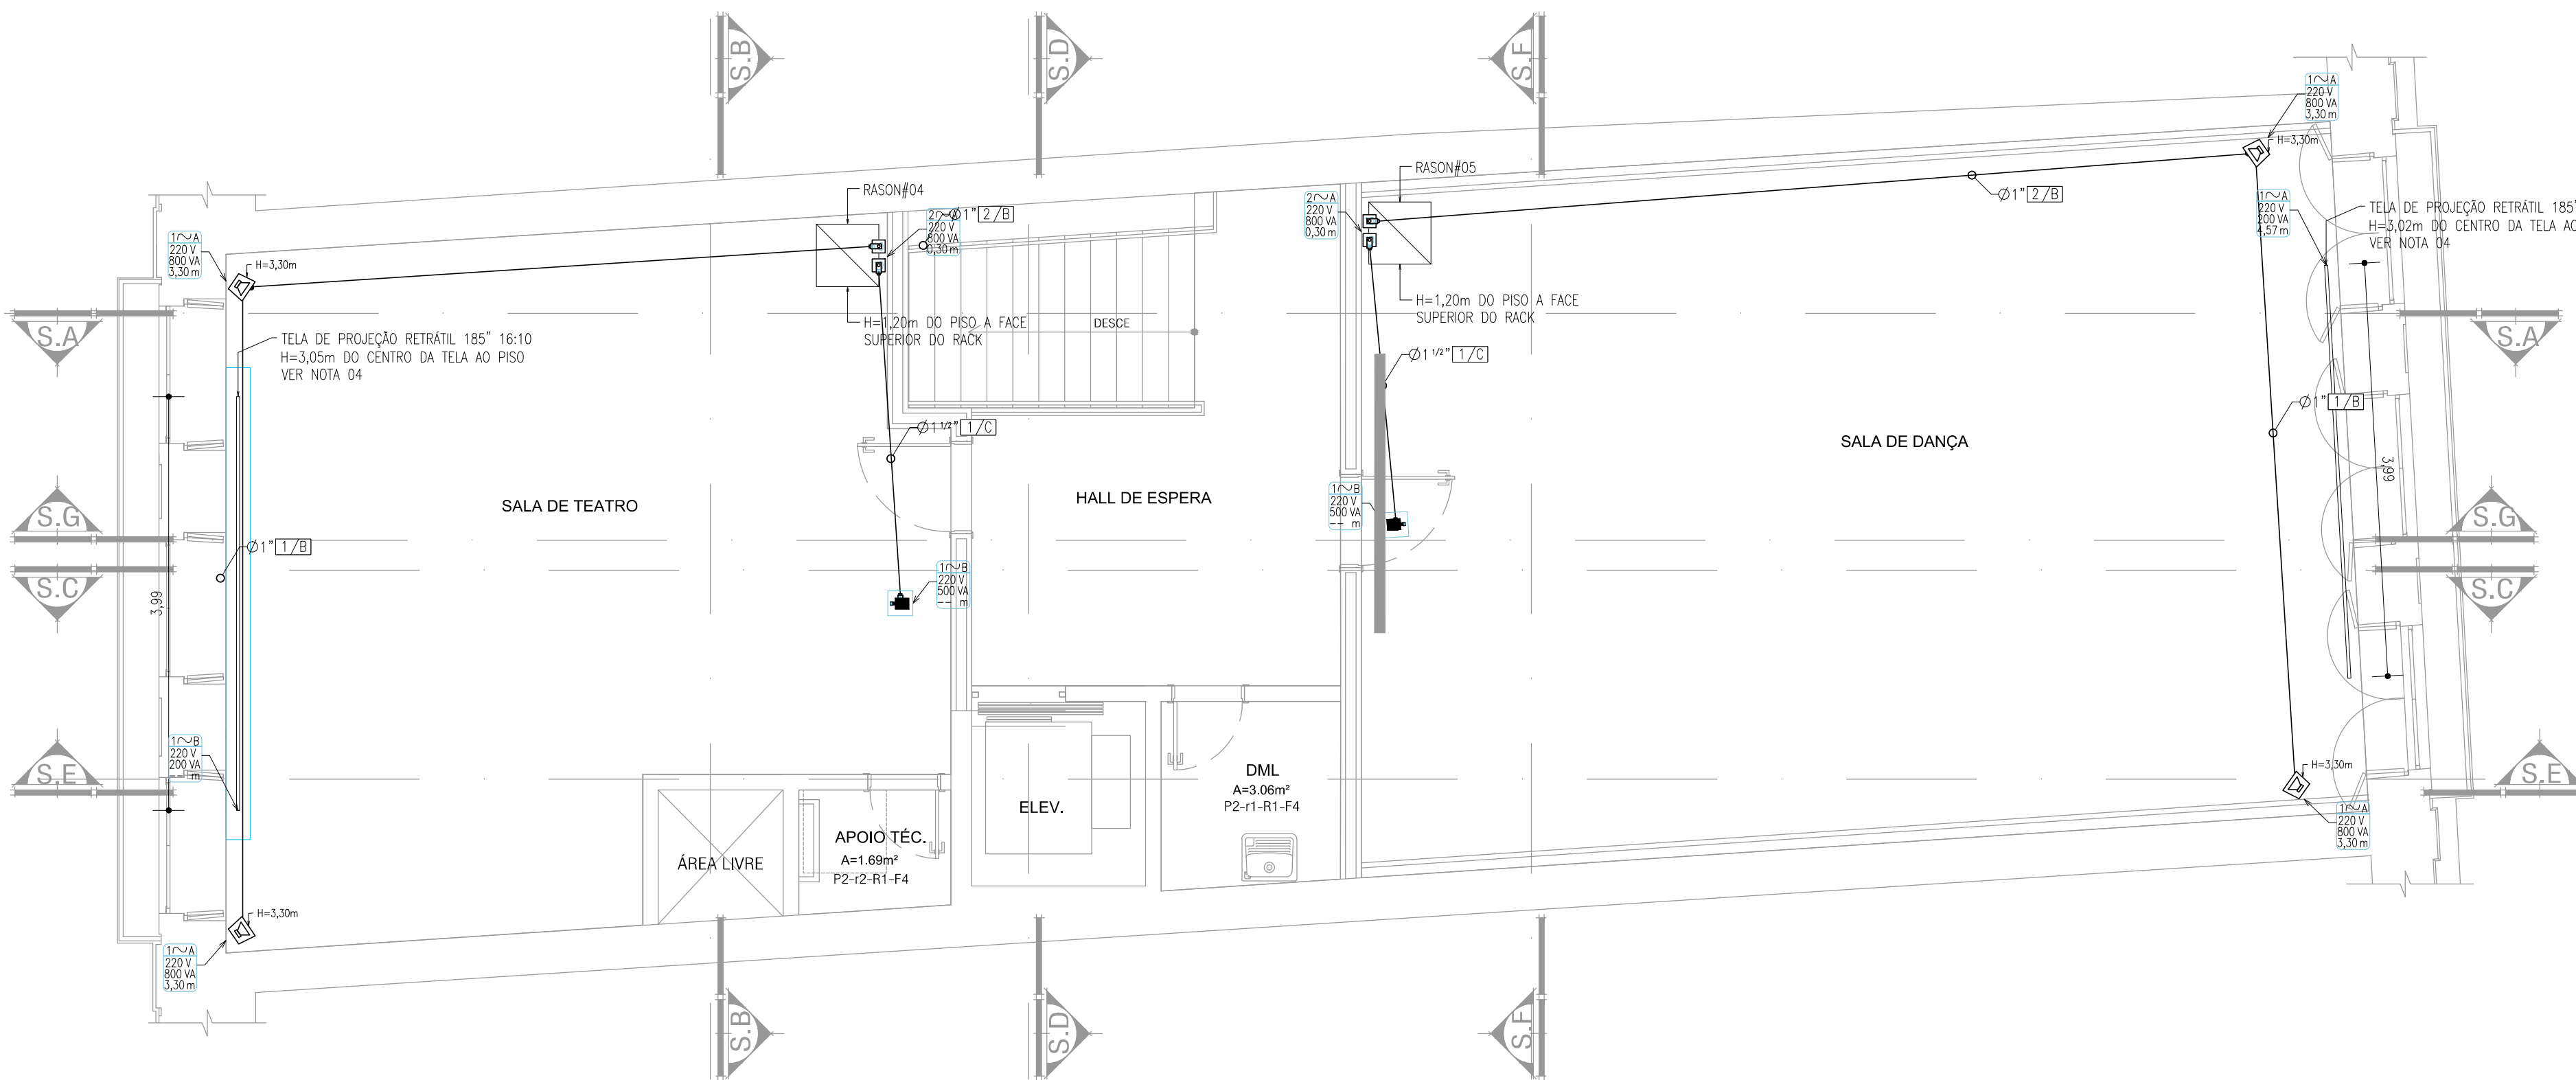 S.B
S.D
S.F
1~A
220 V
800 VA
3,30 m
H=3,30m
RASON#05
RASON#04
2~A
220 V
800 VA
0,30 m
Ø1" 2/B
2~A
220 V
800 VA
0,30 m
Ø1" 2/B
1~A
220 V
200 VA
4,57 m
TELA DE PROJEÇÃO RETRÁTIL 185"
H=3,02m DO CENTRO DA TELA AO
VER NOTA 04
1~A
220 V
800 VA
3,30 m
H=3,30m
H=1,20m DO PISO A FACE
SUPERIOR DO RACK
H=1,20m DO PISO A FACE
SUPERIOR DO RACK
DESCE
S.A
S.A
TELA DE PROJEÇÃO RETRÁTIL 185" 16:10
H=3,05m DO CENTRO DA TELA AO PISO
VER NOTA 04
Ø1 1/2" 1/C
Ø1" 1/B
Ø1 1/2" 1/C
SALA DE DANÇA
3,99
SALA DE TEATRO
HALL DE ESPERA
1~B
220 V
500 VA
-- m
S.G
S.G
Ø1" 1/B
S.C
S.C
3,99
1~B
220 V
500 VA
-- m
1~B
220 V
200 VA
-- m
S.E
S.E
H=3,30m
DML
A=3.06m²
P2-r1-R1-F4
ELEV.
1~A
220 V
800 VA
3,30 m
APOIO TÉC.
A=1.69m²
P2-r2-R1-F4
ÁREA LIVRE
H=3,30m
1~A
220 V
800 VA
3,30 m
S.B
S.D
S.F